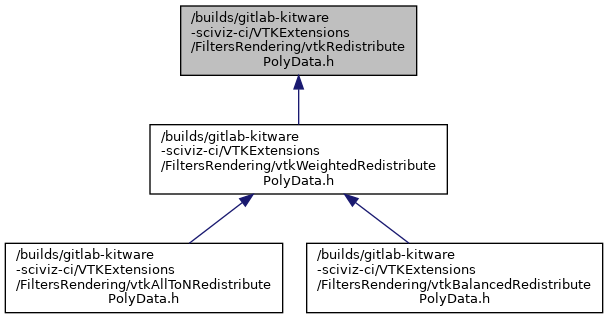 /builds/gitlab-kitware
-sciviz-ci/VTKExtensions
/FiltersRendering/vtkRedistribute
PolyData.h
/builds/gitlab-kitware
-sciviz-ci/VTKExtensions
/FiltersRendering/vtkWeightedRedistribute
PolyData.h
/builds/gitlab-kitware
-sciviz-ci/VTKExtensions
/FiltersRendering/vtkAllToNRedistribute
PolyData.h
/builds/gitlab-kitware
-sciviz-ci/VTKExtensions
/FiltersRendering/vtkBalancedRedistribute
PolyData.h